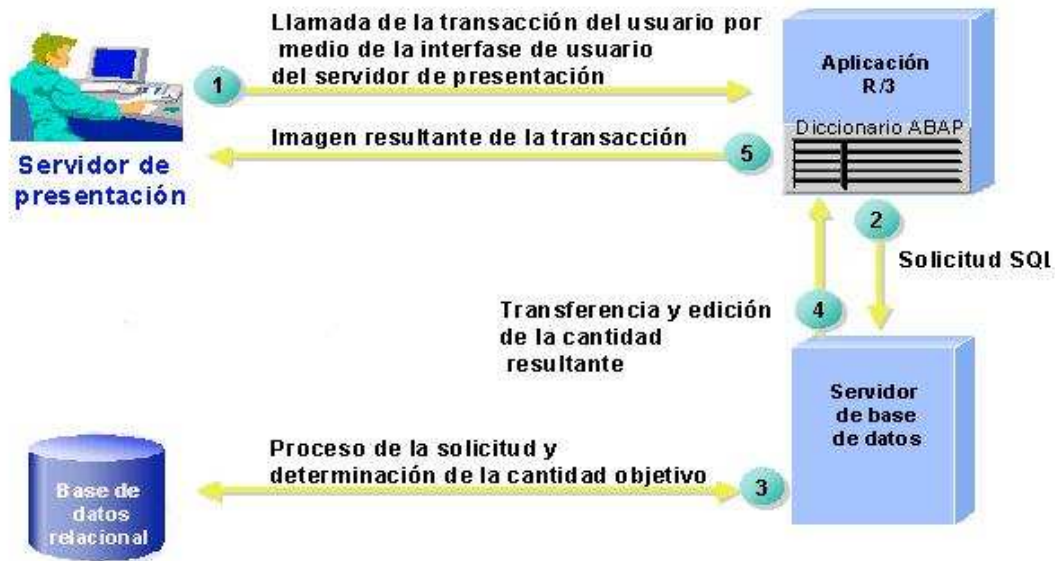 Llamada de la transacción del usuario por
medio de la interfase de usuario
del servidor de presentación
1
Aplicación
R/3
Diccionario ABAP
Imagen resultante de la transacción
5
Servidor de
presentación
2
Solicitud SQL
Transferencia y edición
de la cantidad
resultante
4
Servidor
de base
de datos
Proceso de la solicitud y
determinación de la cantidad objetivo
3
Base de
datos
relacional